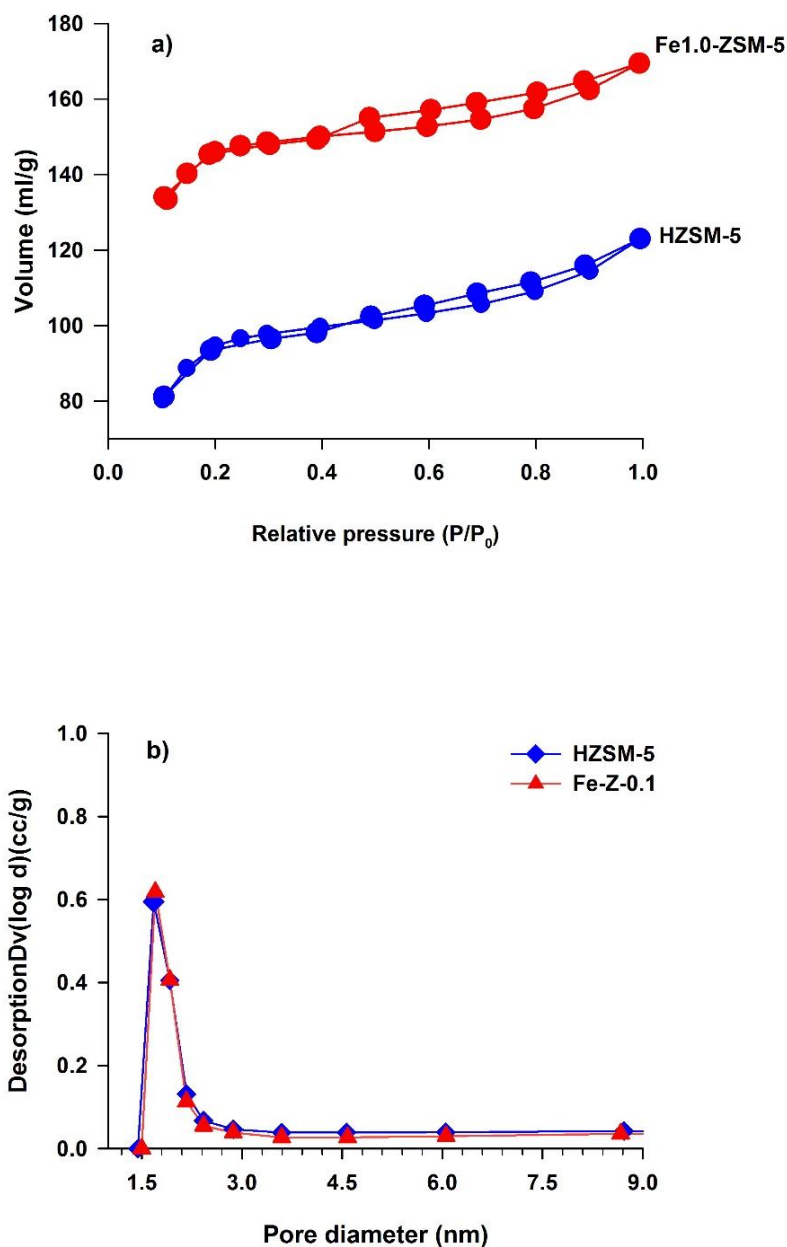 180
a)
Fe1.0-ZSM-5
160
140
Volume (ml/g)
120
HZSM-5
100
80
0.0 0.2 0.4 0.6 0.8 1.0
Relative pressure (P/P₀)
1.0
b)
HZSM-5
Fe-Z-0.1
0.8
0.6
DesorptionDv(log d)(cc/g)
0.4
0.2
0.0
1.5 3.0 4.5 6.0 7.5 9.0
Pore diameter (nm)